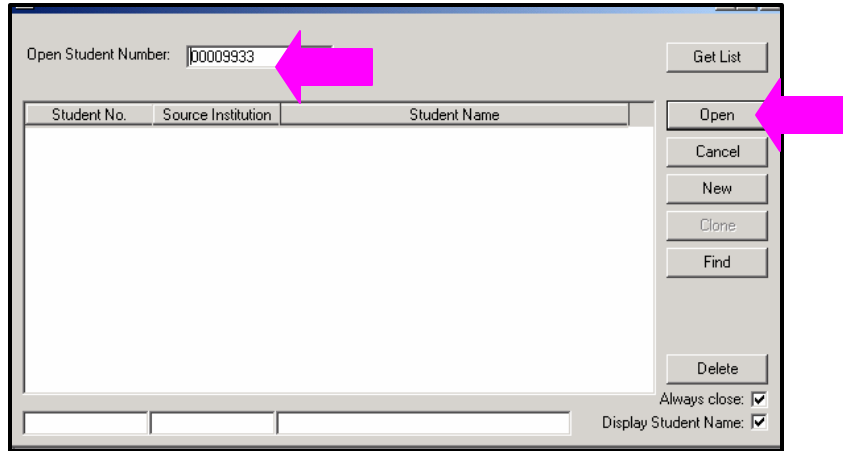 Open Student Number: 00009933
Get List
Student No. Source Institution Student Name
Open
Cancel
New
Clone
Find
Delete
Always close:
Display Student Name: